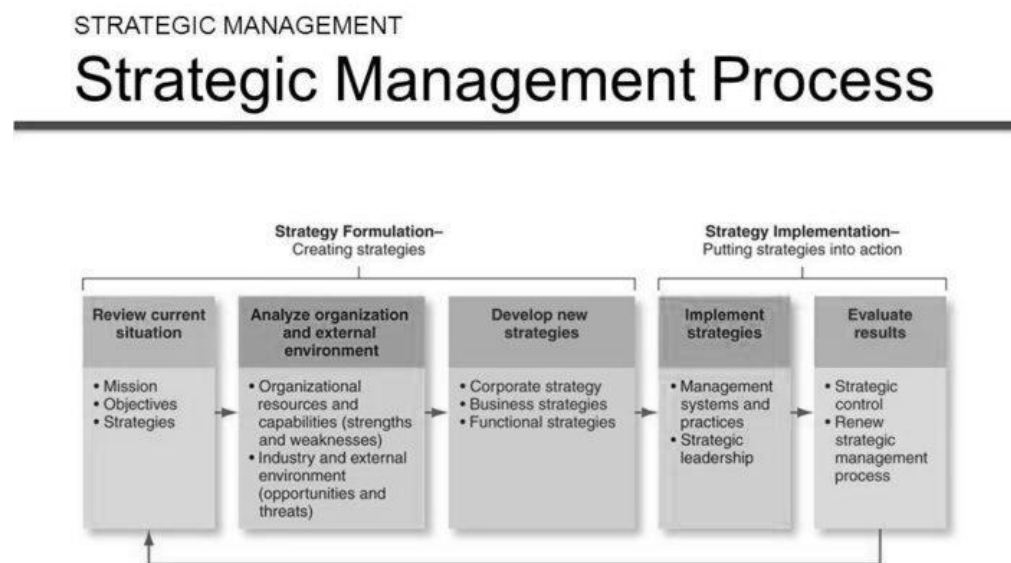 STRATEGIC MANAGEMENT
Strategic Management Process
Strategy Formulation–
Creating strategies
Strategy Implementation–
Putting strategies into action
Review current
situation
• Mission
• Objectives
• Strategies
Analyze organization
and external
environment
• Organizational
resources and
capabilities (strengths
and weaknesses)
• Industry and external
environment
(opportunities and
threats)
Develop new
strategies
• Corporate strategy
• Business strategies
• Functional strategies
Implement
strategies
• Management
systems and
practices
• Strategic
leadership
Evaluate
results
• Strategic
control
• Renew
strategic
management
process